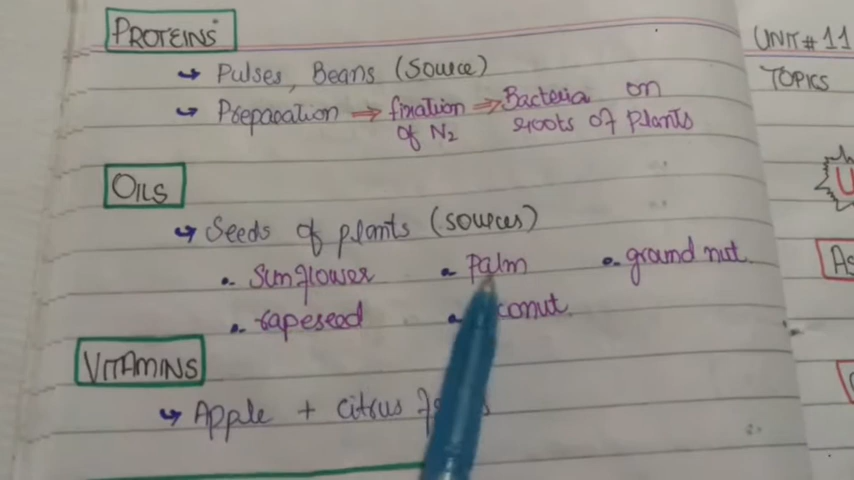 PROTEINS
↳ Pulses, Beans (Source)
↳ Preparation ⇒ fixation of N2 ⇒ Bacteria on roots of plants
OILS
↳ Seeds of plants (sources)
• Sunflower • Palm • ground nut
• rapeseed
VITAMINS
↳ Apple + citrus
UNIT # 11
TOPICS